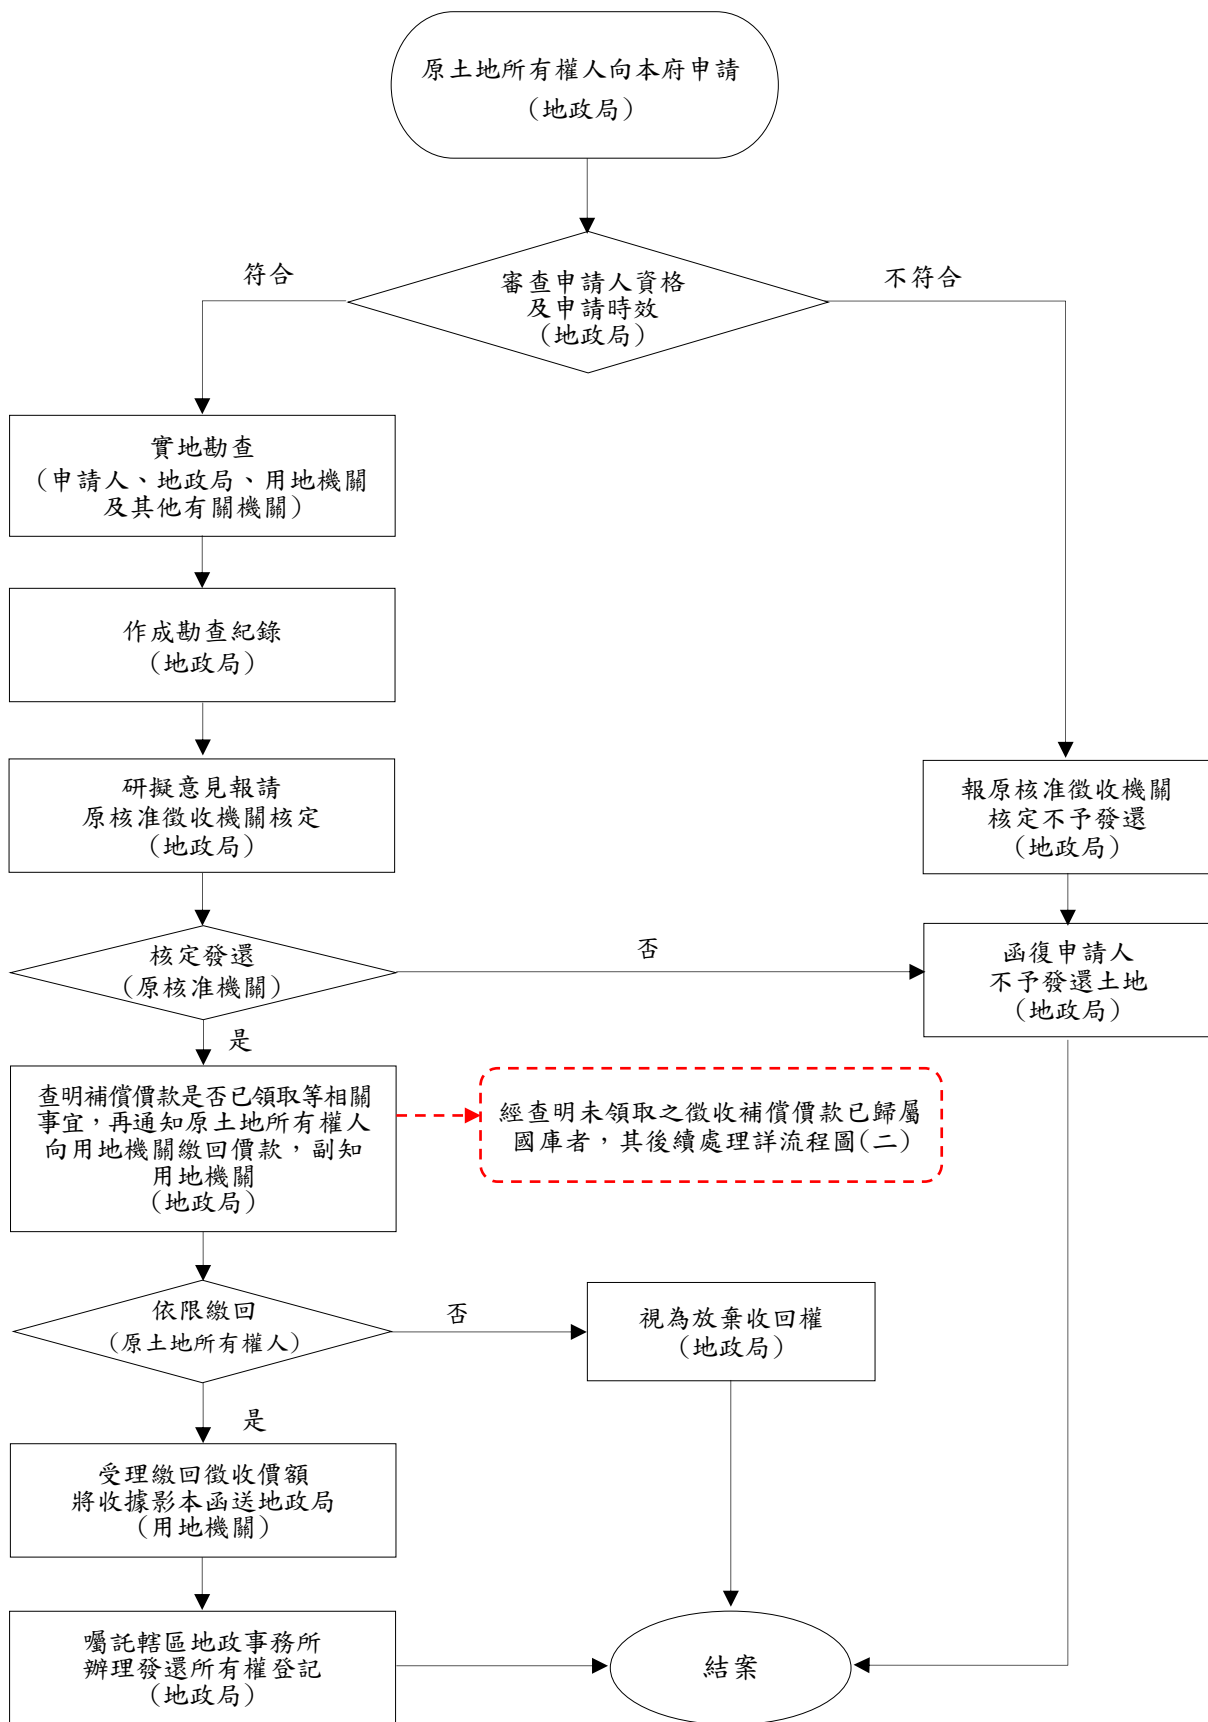 原土地所有權人向本府申請
(地政局)
符合
審查申請人資格
及申請時效
(地政局)
不符合
實地勘查
(申請人、地政局、用地機關
及其他有關機關)
作成勘查紀錄
(地政局)
研擬意見報請
原核准徵收機關核定
(地政局)
報原核准徵收機關
核定不予發還
(地政局)
核定發還
(原核准機關)
否
函復申請人
不予發還土地
(地政局)
是
查明補償價款是否已領取等相關
事宜，再通知原土地所有權人
向用地機關繳回價款，副知
用地機關
(地政局)
經查明未領取之徵收補償價款已歸屬
國庫者，其後續處理詳流程圖(二)
依限繳回
(原土地所有權人)
否
視為放棄收回權
(地政局)
是
受理繳回徵收價額
將收據影本函送地政局
(用地機關)
囑託轄區地政事務所
辦理發還所有權登記
(地政局)
結案